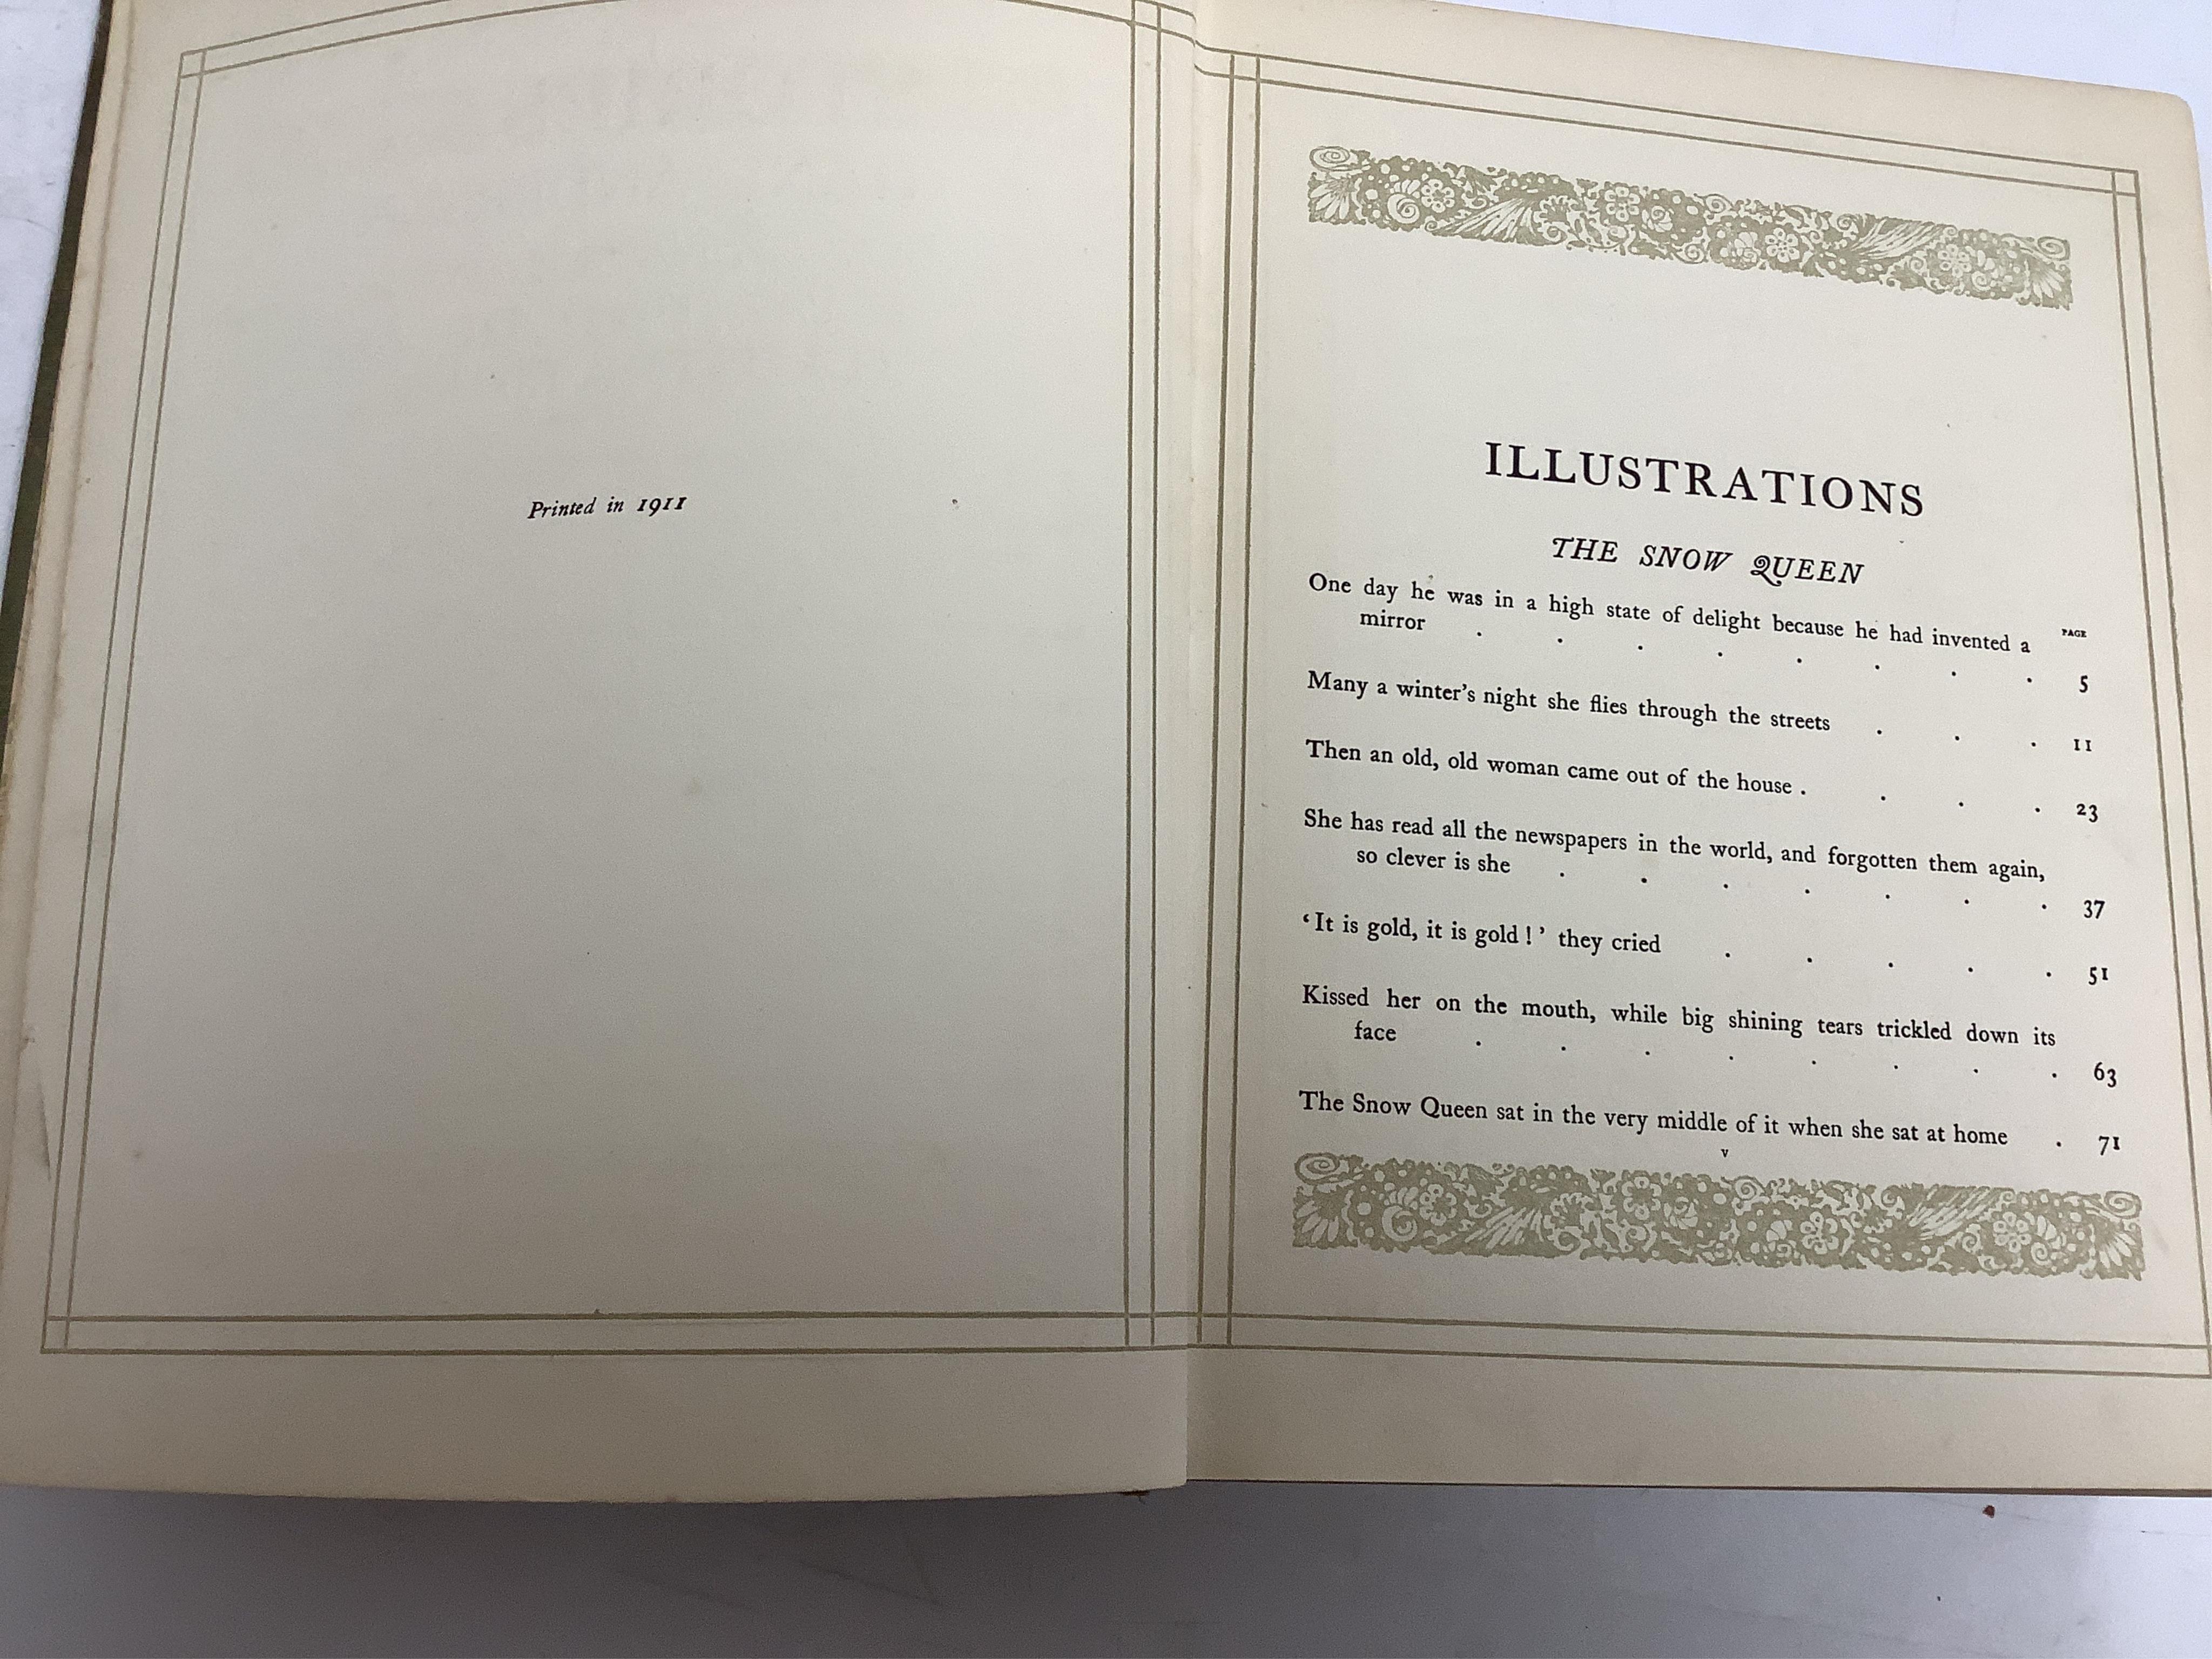 Printed in 1911
ILLUSTRATIONS
THE SNOW QUEEN
PAGE
One day he was in a high state of delight because he had invented a
mirror . . . . . . . . 5
Many a winter's night she flies through the streets . . . 11
Then an old, old woman came out of the house . . . . 23
She has read all the newspapers in the world, and forgotten them again,
so clever is she . . . . . . . 37
‘It is gold, it is gold!’ they cried . . . . . 51
Kissed her on the mouth, while big shining tears trickled down its
face . . . . . . . . 63
The Snow Queen sat in the very middle of it when she sat at home . 71
v